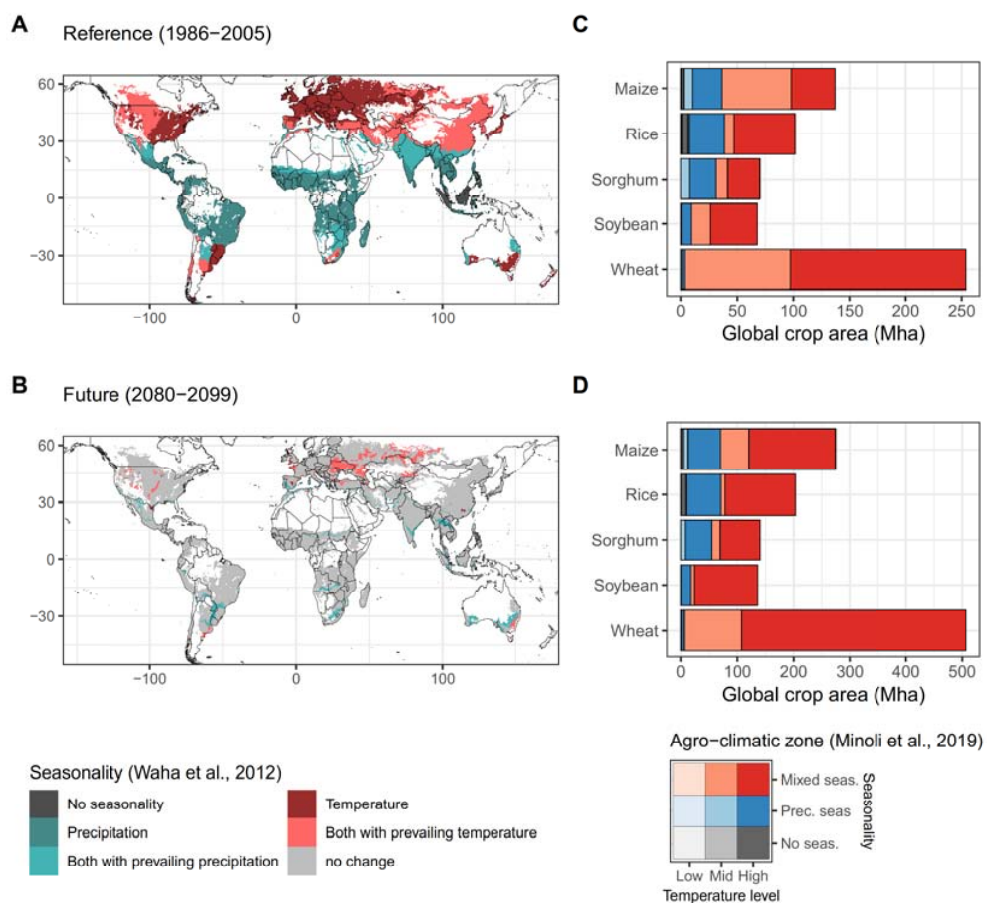 A
Reference (1986−2005)
60
30
0
−30
−100
0
100
C
Maize
Rice
Sorghum
Soybean
Wheat
0
50
100
150
200
250
Global crop area (Mha)
B
Future (2080−2099)
60
30
0
−30
−100
0
100
D
Maize
Rice
Sorghum
Soybean
Wheat
0
100
200
300
400
500
Global crop area (Mha)
Seasonality (Waha et al., 2012)
No seasonality
Precipitation
Both with prevailing precipitation
Temperature
Both with prevailing temperature
no change
Agro−climatic zone (Minoli et al., 2019)
Mixed seas.
Prec. seas
No seas.
Seasonality
Low Mid High
Temperature level